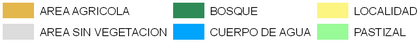 AREA AGRICOLA BOSQUE LOCALIDAD
AREA SIN VEGETACION CUERPO DE AGUA PASTIZAL